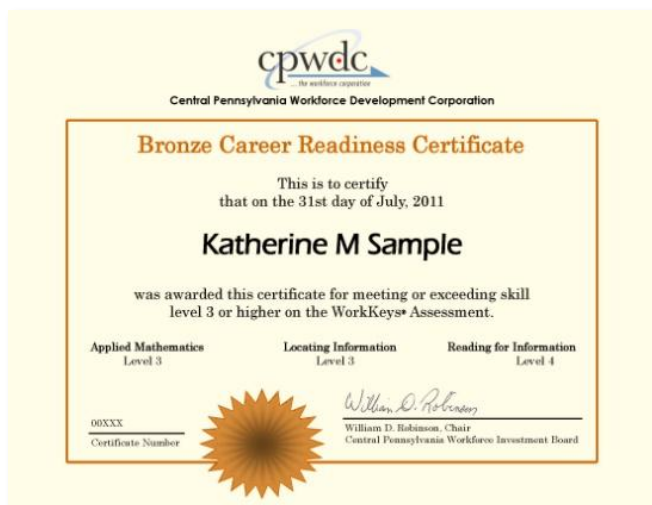 cpwdc
... the workforce corporation
Central Pennsylvania Workforce Development Corporation
Bronze Career Readiness Certificate
This is to certify
that on the 31st day of July, 2011
Katherine M Sample
was awarded this certificate for meeting or exceeding skill
level 3 or higher on the WorkKeys® Assessment.
Applied Mathematics Locating Information Reading for Information
Level 3 Level 3 Level 4
William D. Robinson
00XXX
Certificate Number
William D. Robinson, Chair
Central Pennsylvania Workforce Investment Board